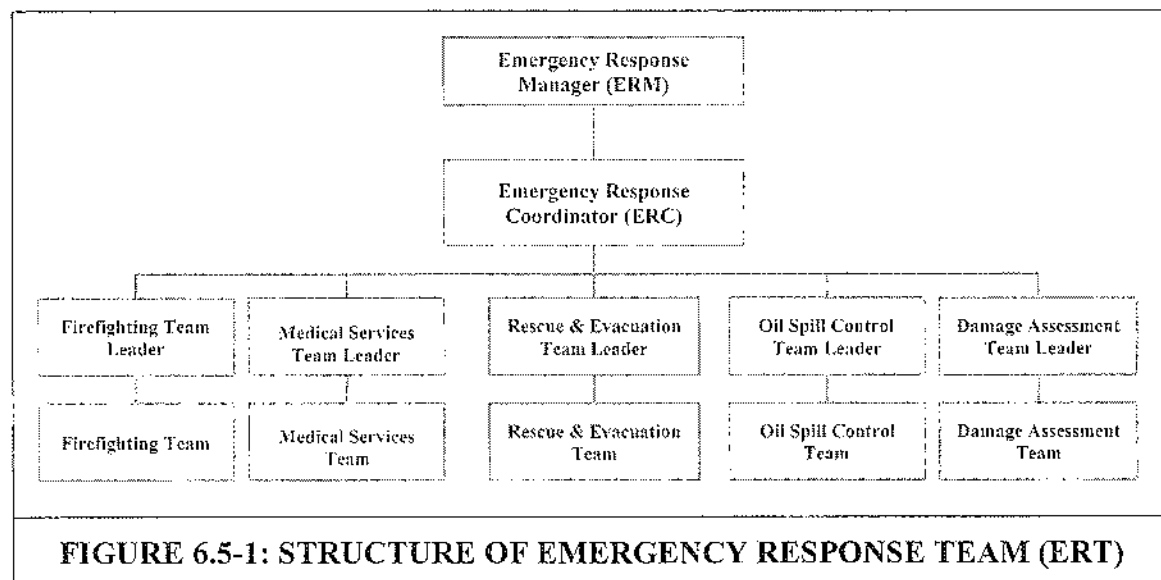 Emergency Response
Manager (ERM)
Emergency Response
Coordinator (ERC)
Firefighting Team
Leader
Medical Services
Team Leader
Rescue & Evacuation
Team Leader
Oil Spill Control
Team Leader
Damage Assessment
Team Leader
Firefighting Team
Medical Services
Team
Rescue & Evacuation
Team
Oil Spill Control
Team
Damage Assessment
Team
FIGURE 6.5-1: STRUCTURE OF EMERGENCY RESPONSE TEAM (ERT)